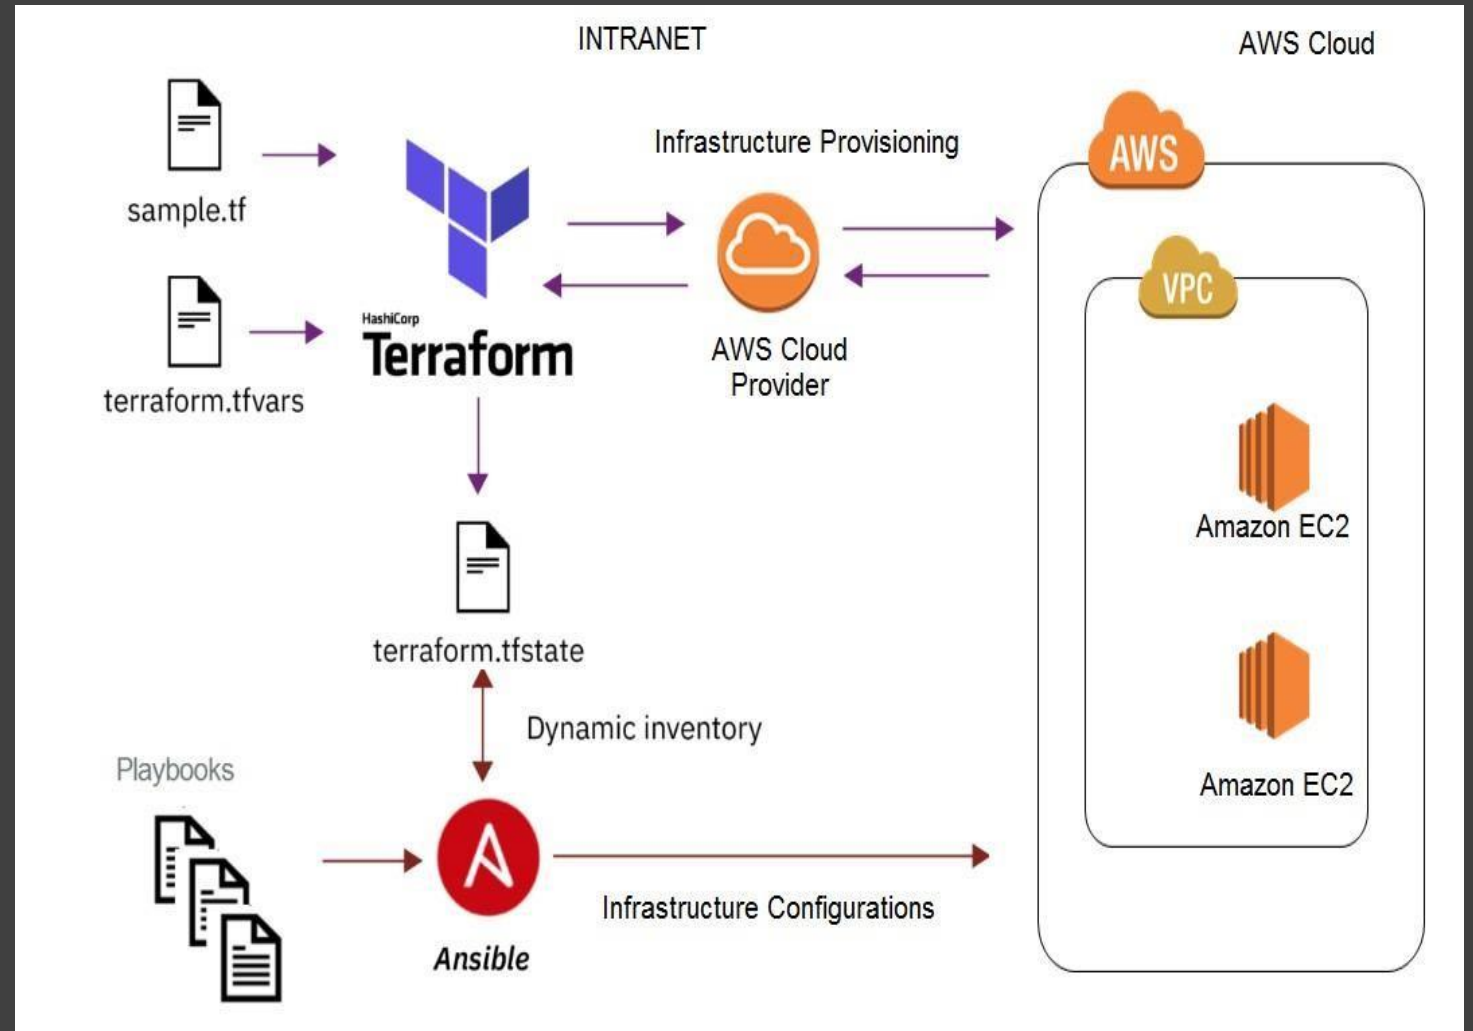 INTRANET
AWS Cloud
sample.tf
Infrastructure Provisioning
AWS
HashiCorp
Terraform
terraform.tfvars
AWS Cloud
Provider
VPC
Amazon EC2
terraform.tfstate
Dynamic inventory
Amazon EC2
Playbooks
Ansible
Infrastructure Configurations